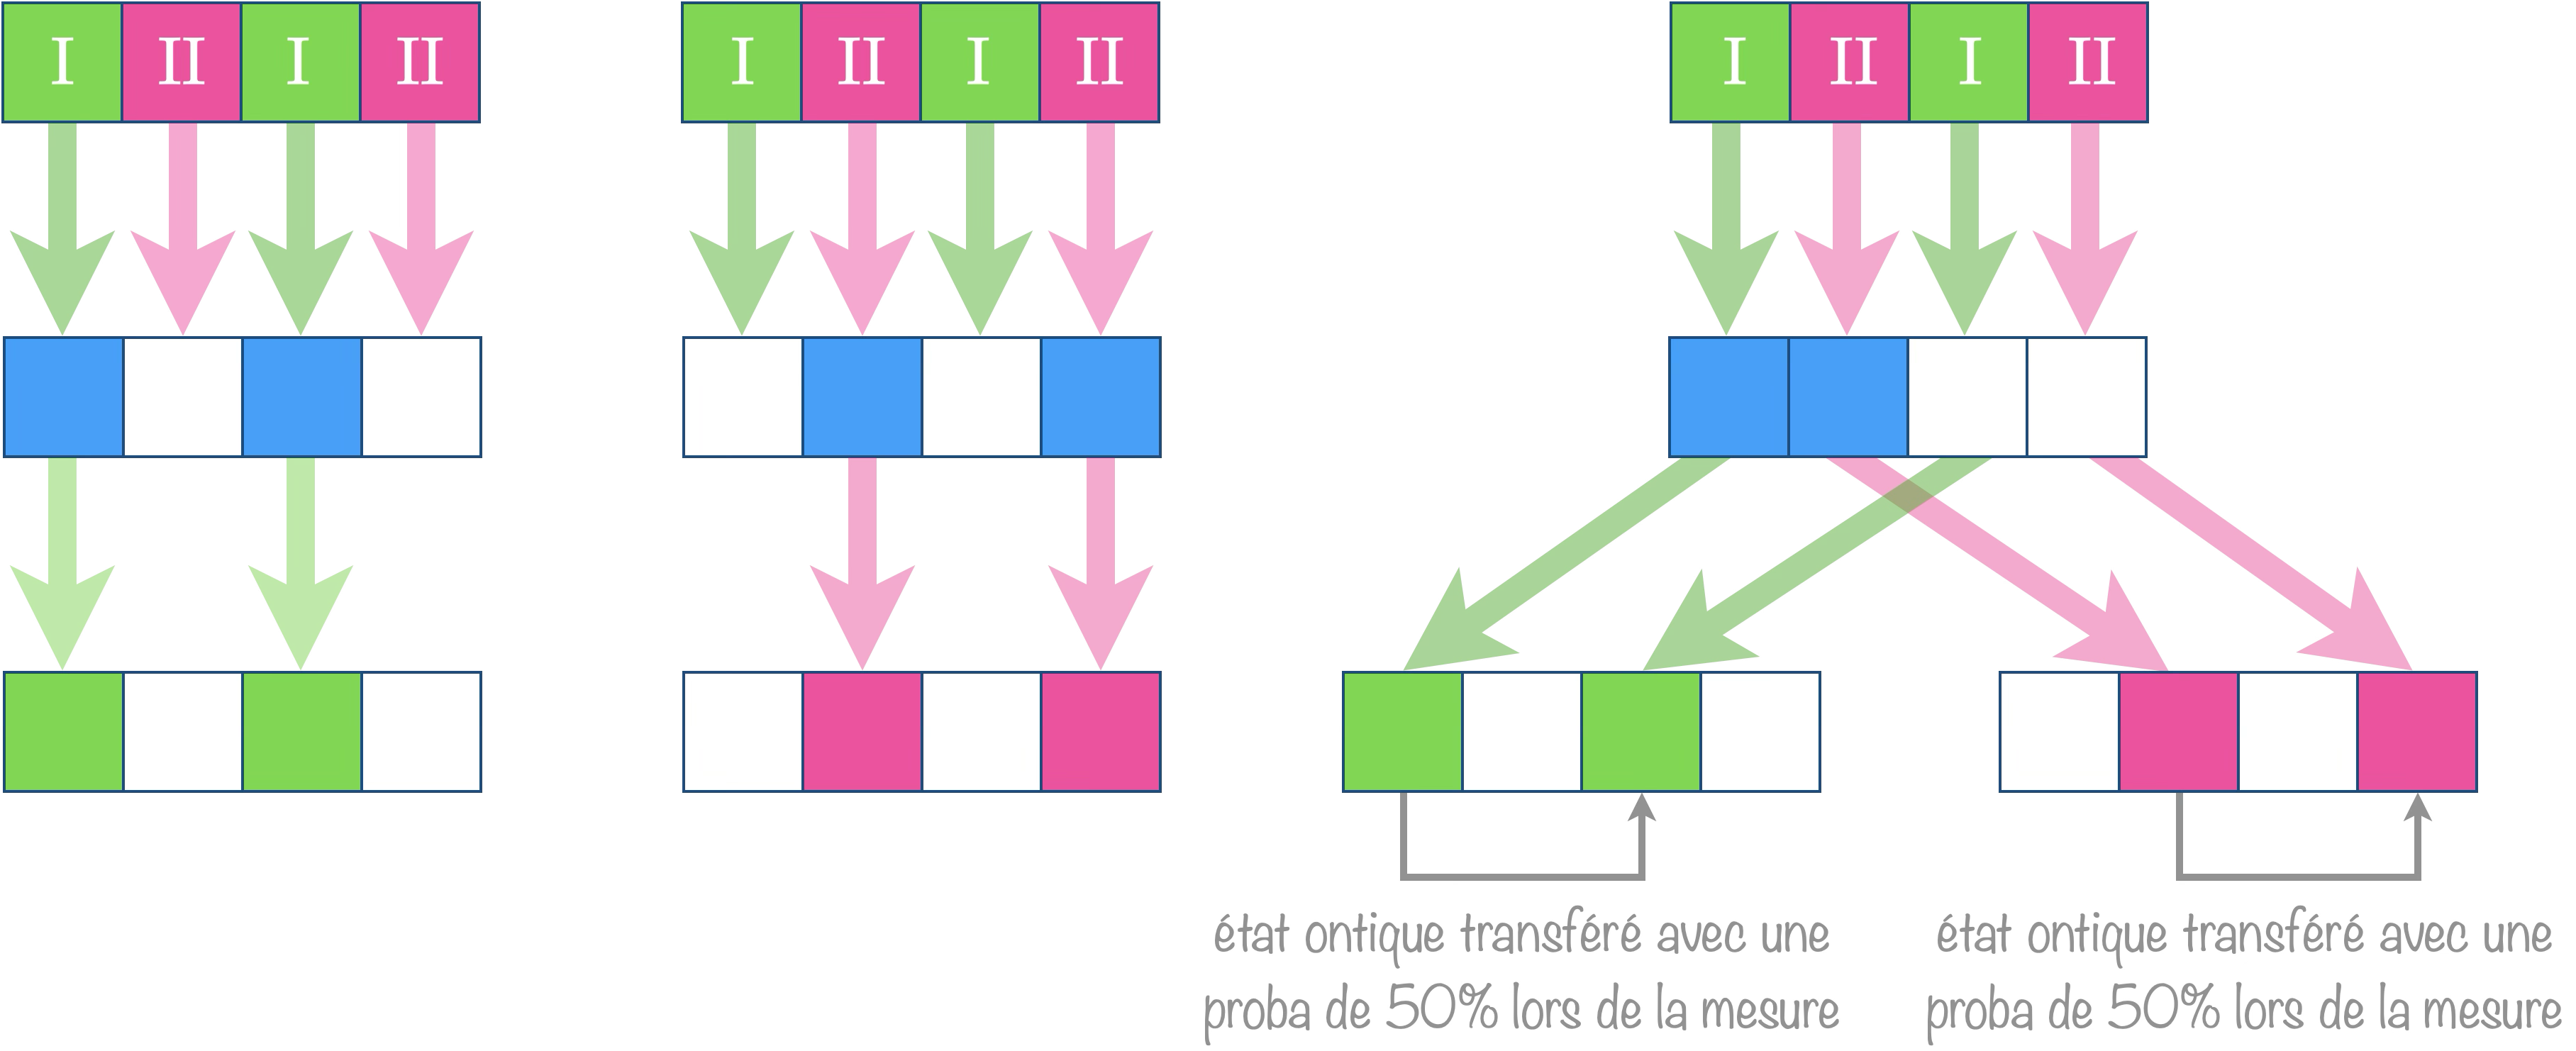 I II I II
I II I II
I II I II
état ontique transféré avec une
proba de 50% lors de la mesure
état ontique transféré avec une
proba de 50% lors de la mesure